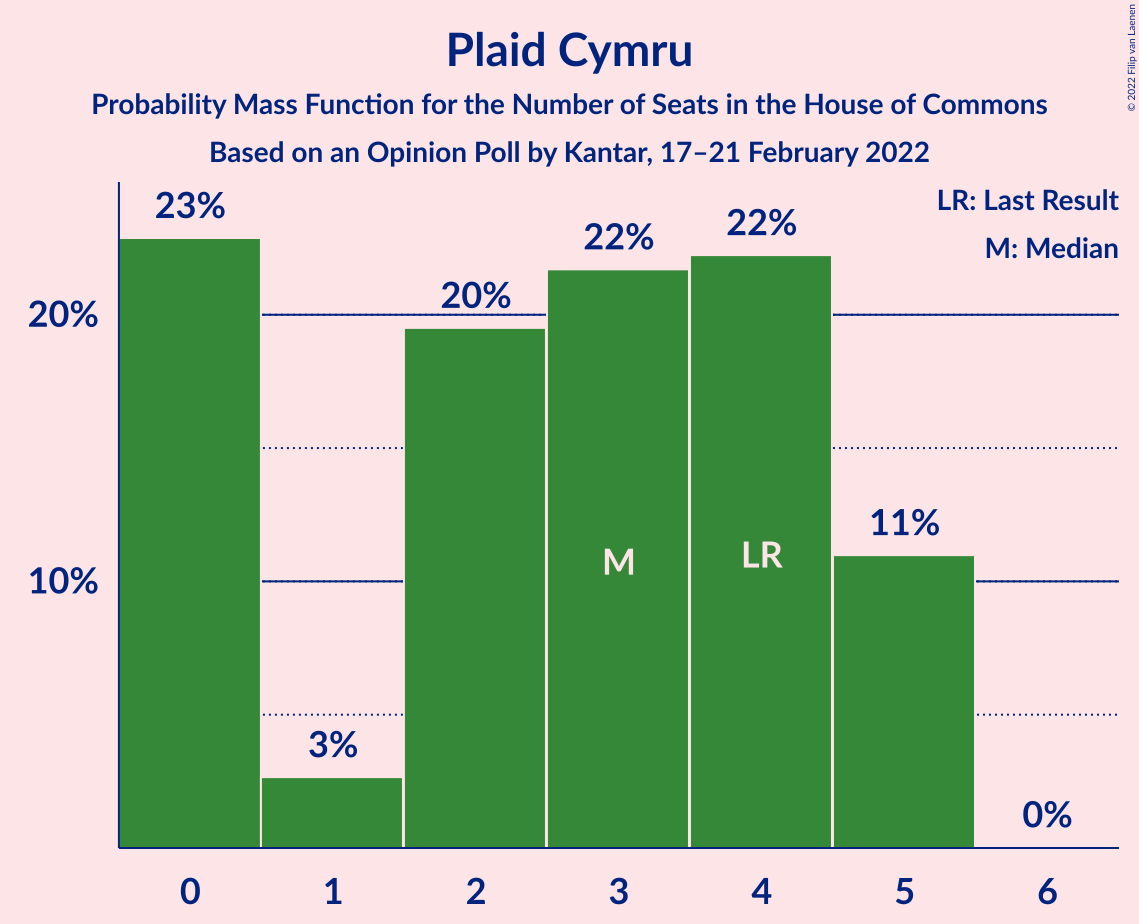 Plaid Cymru
Probability Mass Function for the Number of Seats in the House of Commons
Based on an Opinion Poll by Kantar, 17–21 February 2022
© 2022 Filip van Laenen
LR: Last Result
M: Median
23%
3%
20%
22%
22%
11%
0%
20%
10%
M
LR
0 1 2 3 4 5 6